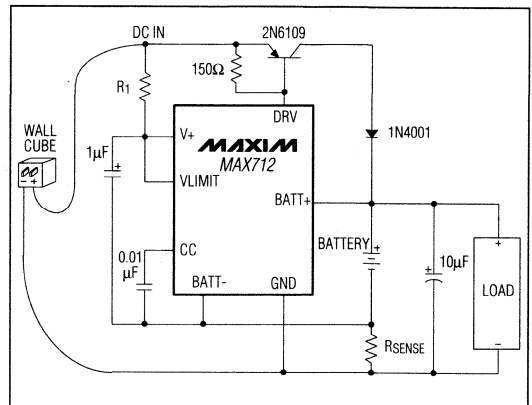 DC IN
2N6109
150Ω
R1
DRV
WALL
CUBE
- +
1µF
+
V+
MAXIM
MAX712
1N4001
VLIMIT
BATT+
CC
0.01
µF
BATTERY
+
+
10µF
+
LOAD
-
BATT-
GND
RSENSE